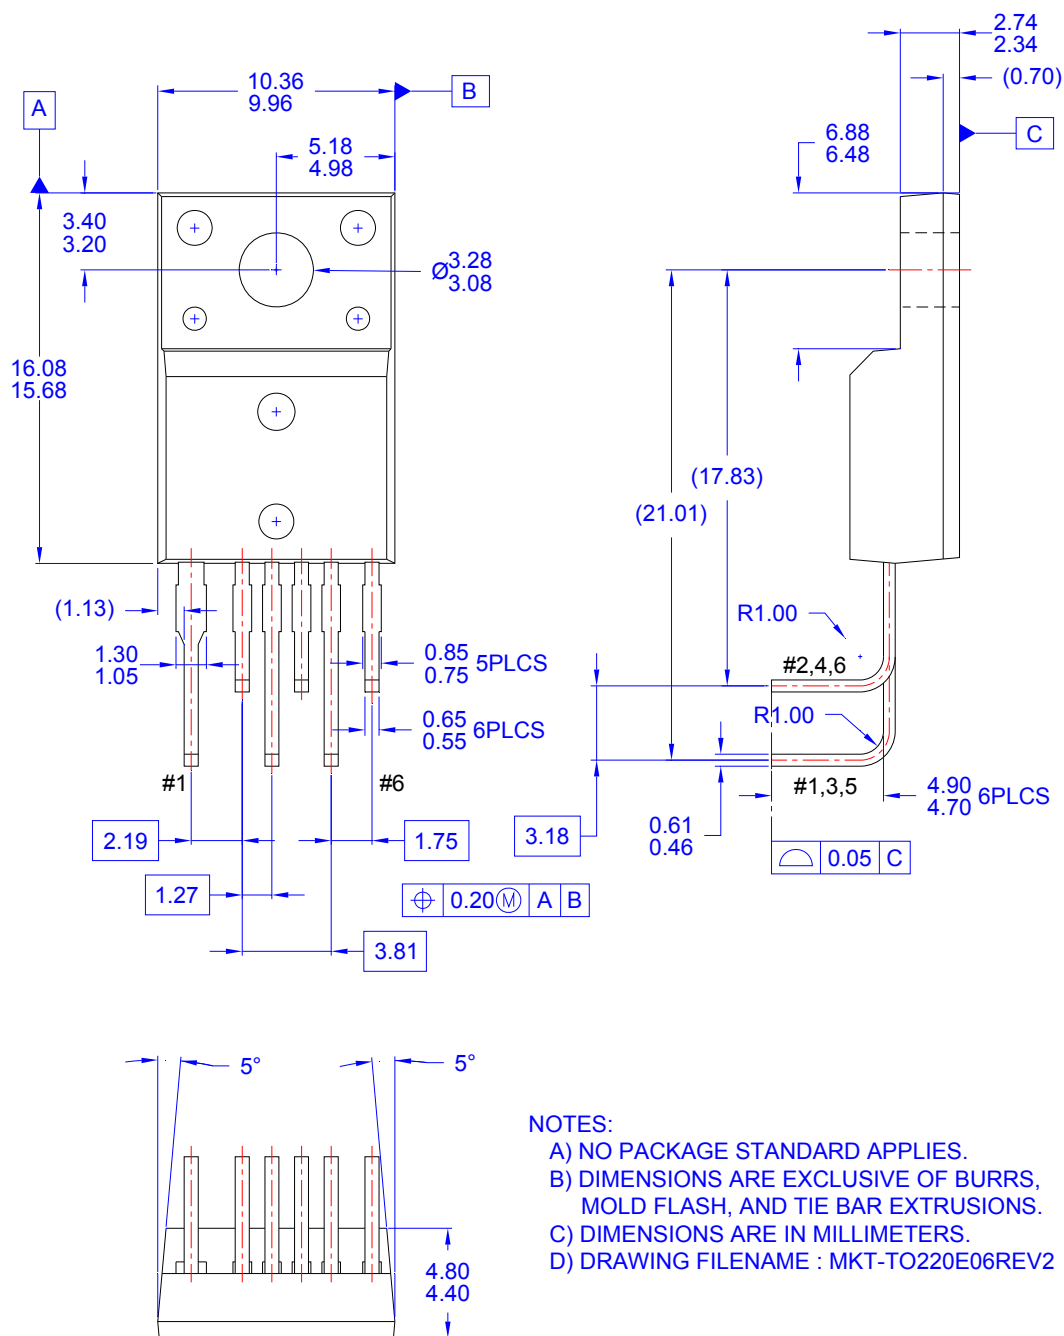 2.74
2.34
(0.70)
10.36
9.96
B
A
C
5.18
4.98
6.88
6.48
3.40
3.20
Ø3.28
3.08
16.08
15.68
(17.83)
(21.01)
(1.13)
R1.00
1.30
1.05
0.85
0.75 5PLCS
#2,4,6
0.65
0.55 6PLCS
R1.00
#1
#6
#1,3,5
4.90
4.70 6PLCS
2.19
1.75
3.18
0.61
0.46
0.05 C
1.27
0.20Ⓜ A B
3.81
5°
5°
NOTES:
A) NO PACKAGE STANDARD APPLIES.
B) DIMENSIONS ARE EXCLUSIVE OF BURRS,
MOLD FLASH, AND TIE BAR EXTRUSIONS.
C) DIMENSIONS ARE IN MILLIMETERS.
D) DRAWING FILENAME : MKT-TO220E06REV2
4.80
4.40